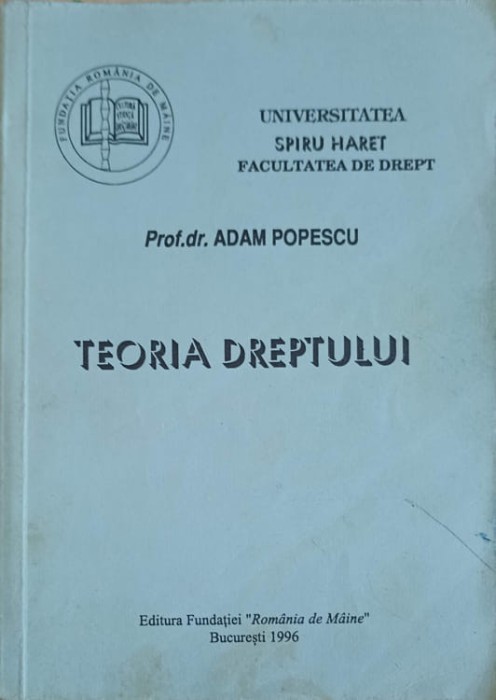 FUNDAȚIA ROMÂNIA DE MÂINE
UNIVERSITATEA
SPIRU HARET
FACULTATEA DE DREPT
Prof.dr. ADAM POPESCU
TEORIA DREPTULUI
Editura Fundației "România de Mâine"
București 1996